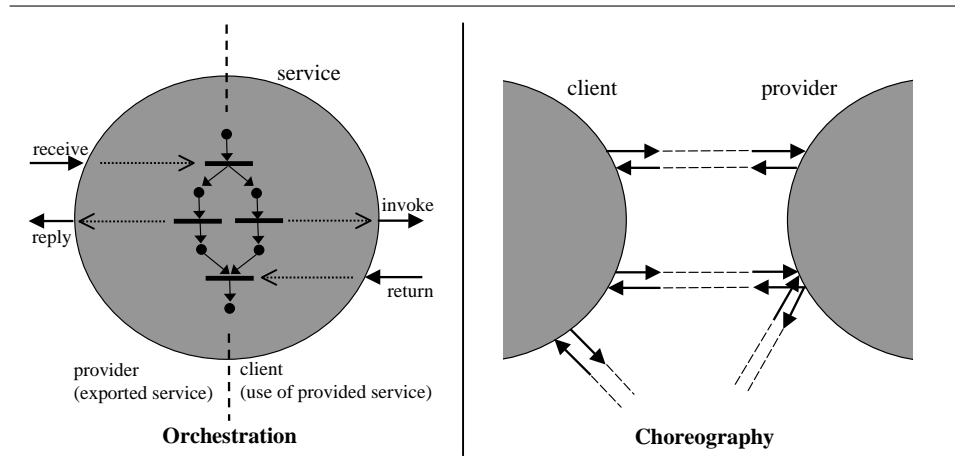 service
receive
invoke
reply
return
provider
(exported service)
client
(use of provided service)
Orchestration
client
provider
Choreography